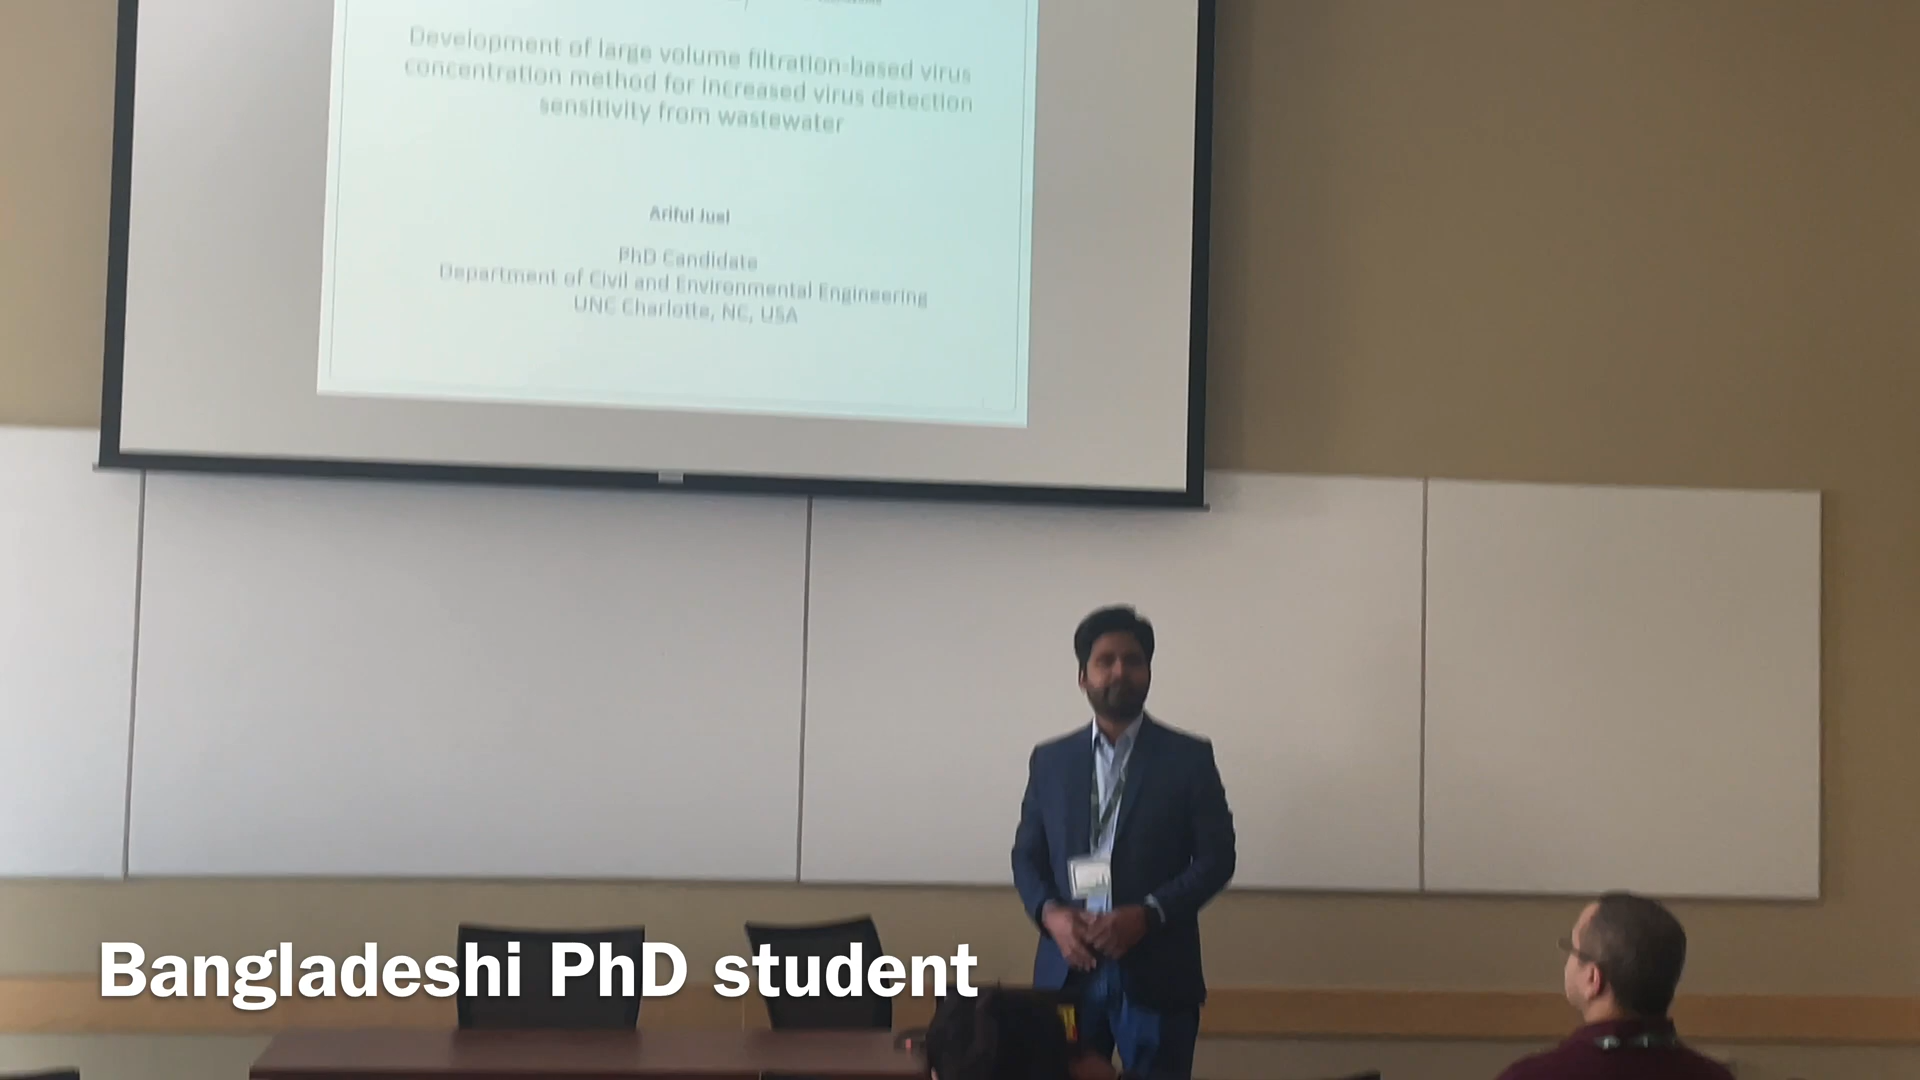 Development of large volume filtration-based virus
concentration method for increased virus detection
sensitivity from wastewater
Ariful Jusl
PhD Candidate
Department of Civil and Environmental Engineering
UNC Charlotte, NC, USA
Bangladeshi PhD student